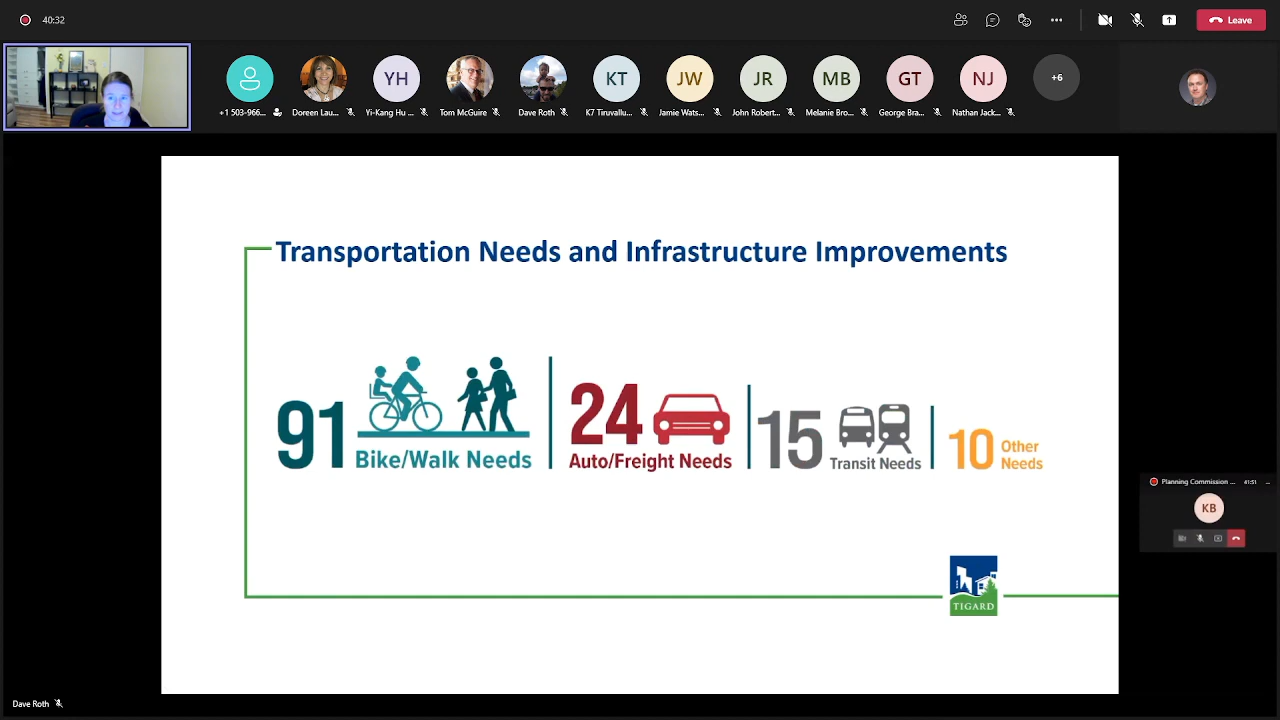 40:32
Leave
YH
KT
JW
JR
MB
GT
NJ
+6
+1 503-966...
Doreen Lau...
Yi-Kang Hu ...
Tom McGuire
Dave Roth
K7 Tiruvallu...
Jamie Wats...
John Robert...
Melanie Bro...
George Bra...
Nathan Jack...
Transportation Needs and Infrastructure Improvements
91
Bike/Walk Needs
24
Auto/Freight Needs
15
Transit Needs
10
Other
Needs
Planning Commission ...
41:51
...
KB
TIGARD
Dave Roth